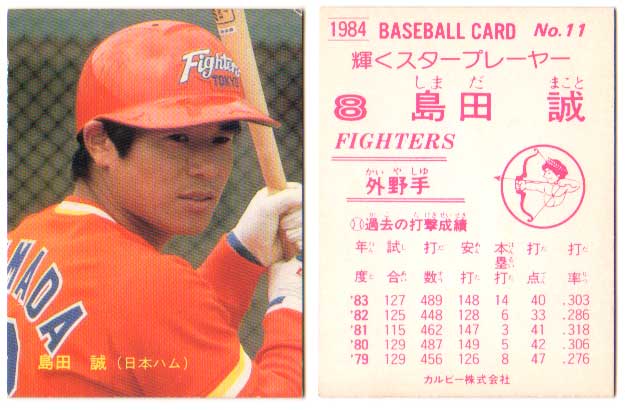 Fighters
TOKYO
MADA
島田 誠 (日本ハム)
1984 BASEBALL CARD No.11
輝くスタープレーヤー
しまだ まこと
8 島田 誠
FIGHTERS
がいやしゅ
外野手
過去の打撃成績
年度 試合 打数 安打 本塁打 打点 打率
'83 127 489 148 14 40 .303
'82 125 448 128 6 33 .286
'81 115 462 147 3 41 .318
'80 129 487 146 5 42 .300
'79 129 456 126 8 47 .276
カルビー株式会社